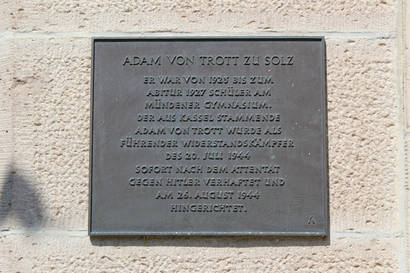 ADAM VON TROTT ZU SOLZ
ER WAR VON 1925 BIS ZUM
ABITUR 1927 SCHÜLER AM
MÜNDENER GYMNASIUM.
DER AUS KASSEL STAMMENDE
ADAM VON TROTT WURDE ALS
FÜHRENDER WIDERSTANDSKÄMPFER
DES 20. JULI 1944
SOFORT NACH DEM ATTENTAT
GEGEN HITLER VERHAFTET UND
AM 26. AUGUST 1944
HINGERICHTET.